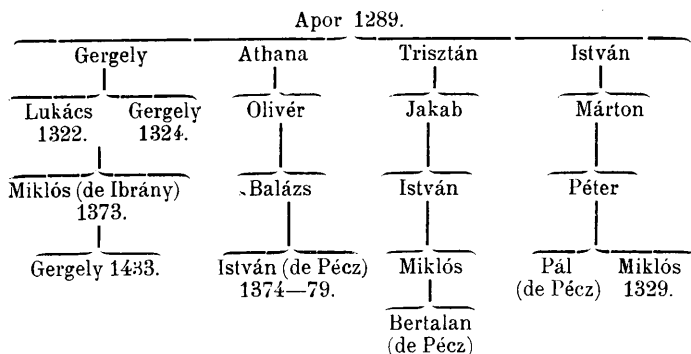 Apor 1289.
Gergely Athana Trisztán István
Lukács Gergely Olivér Jakab Márton
1322. 1324.
Miklós (de Ibrány) Balázs István Péter
1373.
Gergely 1433. István (de Pécz) Miklós Pál Miklós
1374—79. (de Pécz) 1329.
Bertalan
(de Pécz)